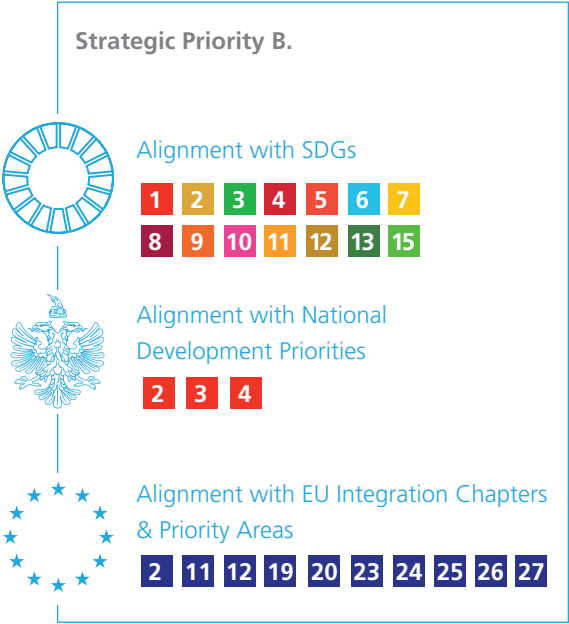 Strategic Priority B.
Alignment with SDGs
1 2 3 4 5 6 7
8 9 10 11 12 13 15
Alignment with National
Development Priorities
2 3 4
Alignment with EU Integration Chapters
& Priority Areas
2 11 12 19 20 23 24 25 26 27